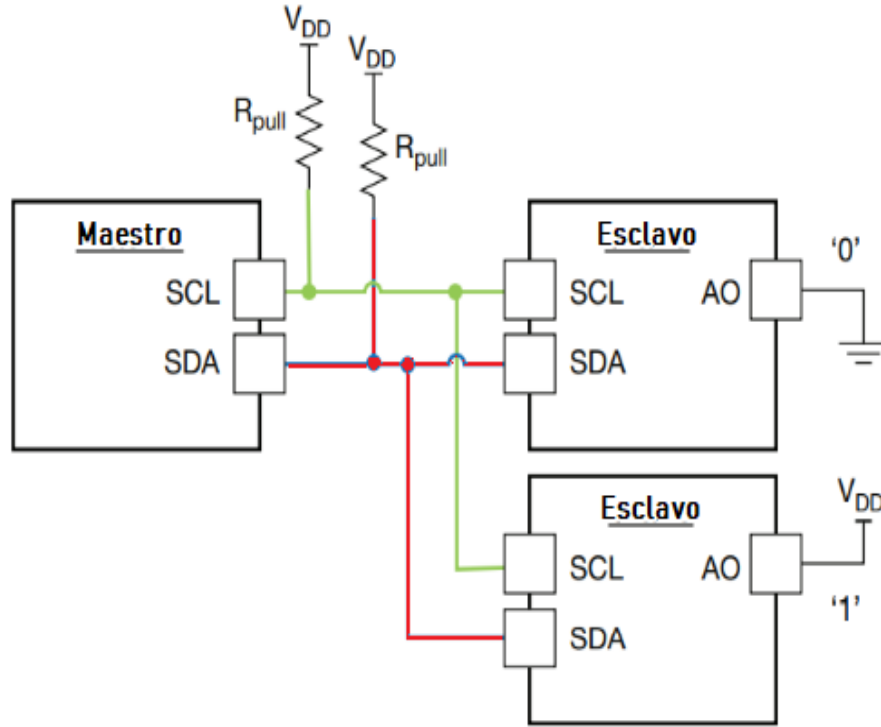 VDD
VDD
Rpull
Rpull
Maestro
SCL
SDA
Esclavo
SCL
SDA
AO
'0'
Esclavo
SCL
SDA
AO
VDD
'1'